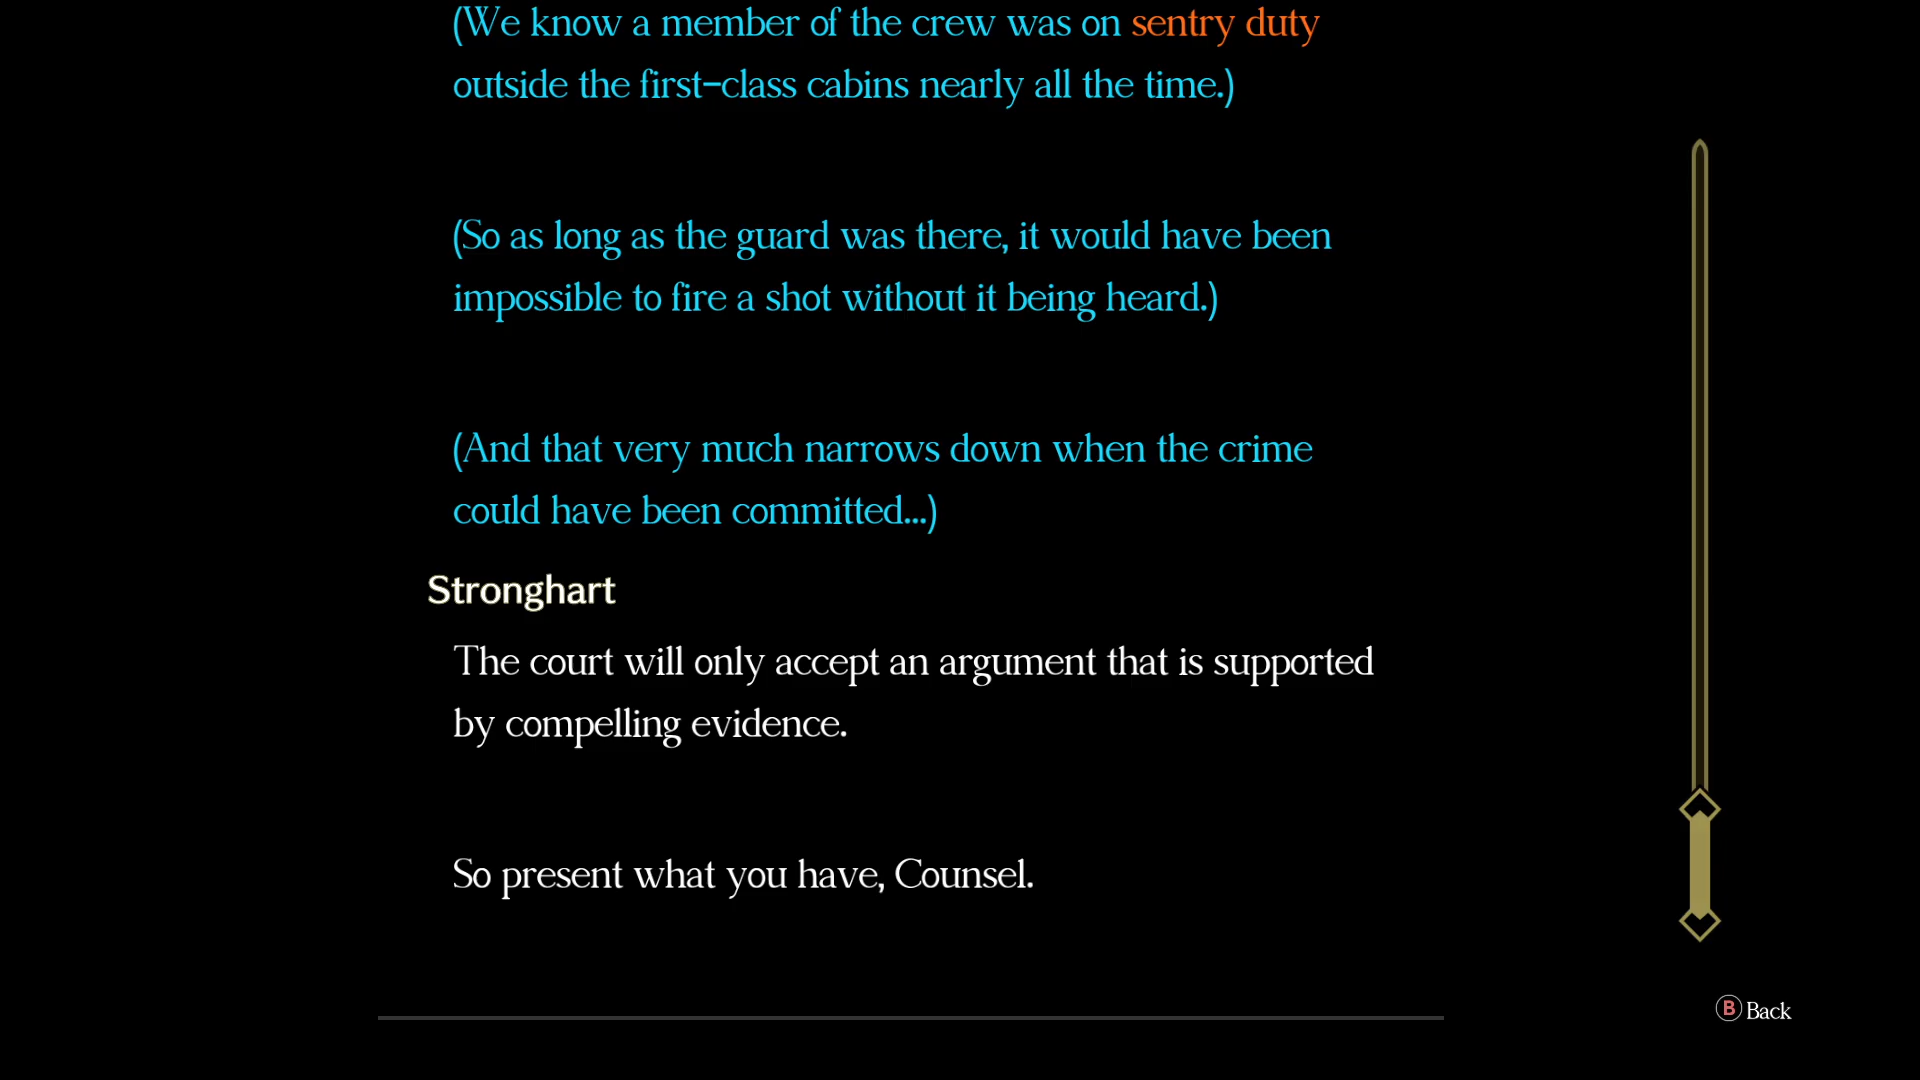 (We know a member of the crew was on sentry duty
outside the first-class cabins nearly all the time.)
(So as long as the guard was there, it would have been
impossible to fire a shot without it being heard.)
(And that very much narrows down when the crime
could have been committed...)
Stronghart
The court will only accept an argument that is supported
by compelling evidence.
So present what you have, Counsel.
B Back